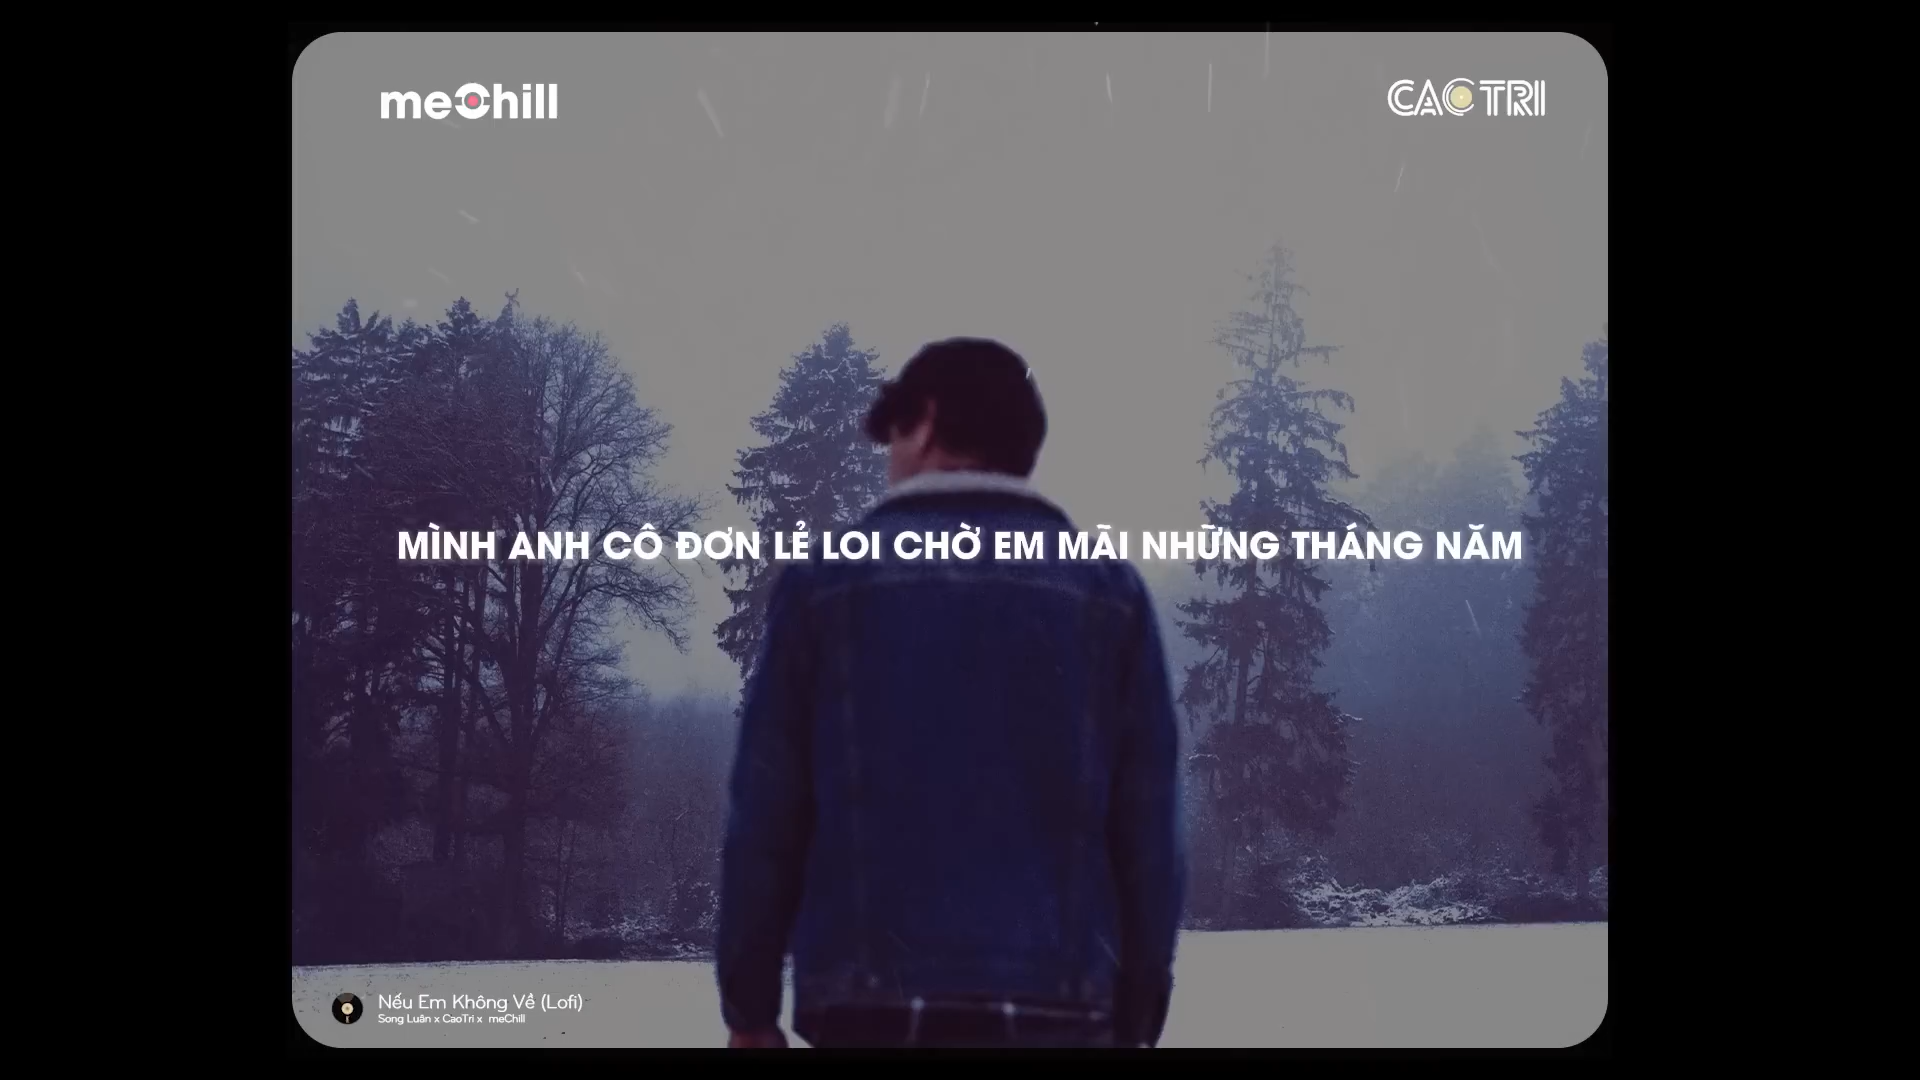 meChill
CAOTRI
MÌNH ANH CÔ ĐƠN LẺ LOI CHỜ EM MÃI NHỮNG THÁNG NĂM
Nếu Em Không Về (Lofi)
Song Luân x CaoTri x meChill